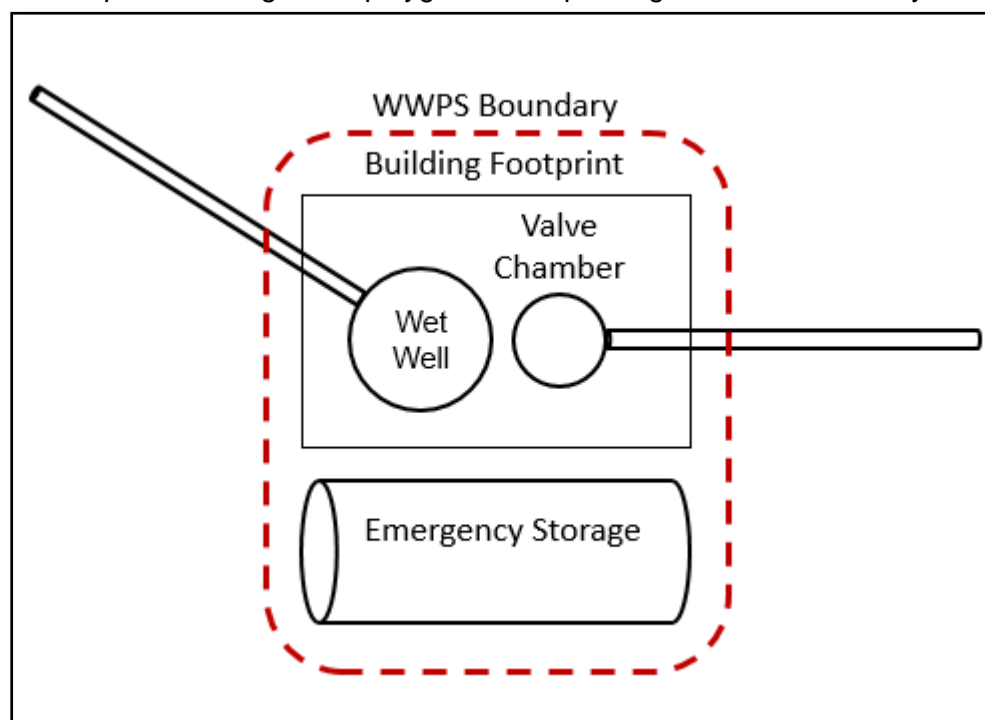 WWPS Boundary
Building Footprint
Valve
Chamber
Wet
Well
Emergency Storage